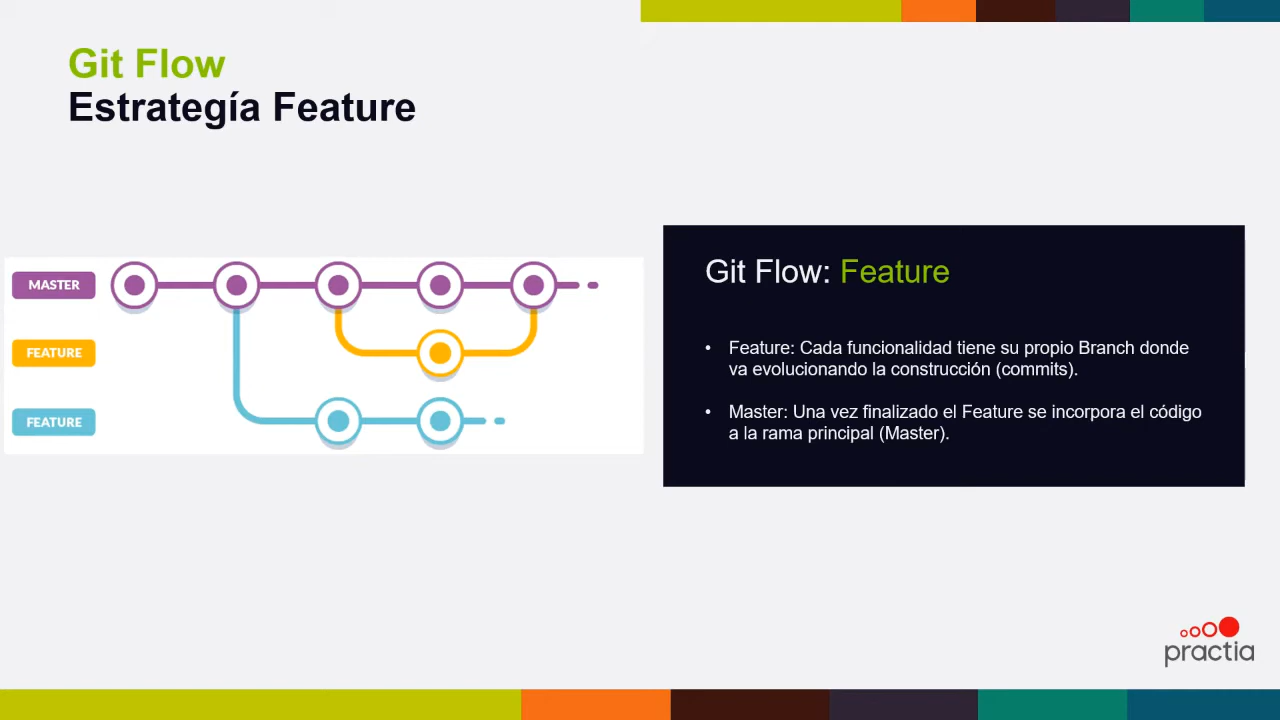 Git Flow
Estrategía Feature
MASTER
FEATURE
FEATURE
Git Flow: Feature
• Feature: Cada funcionalidad tiene su propio Branch donde
va evolucionando la construcción (commits).
• Master: Una vez finalizado el Feature se incorpora el código
a la rama principal (Master).
practia